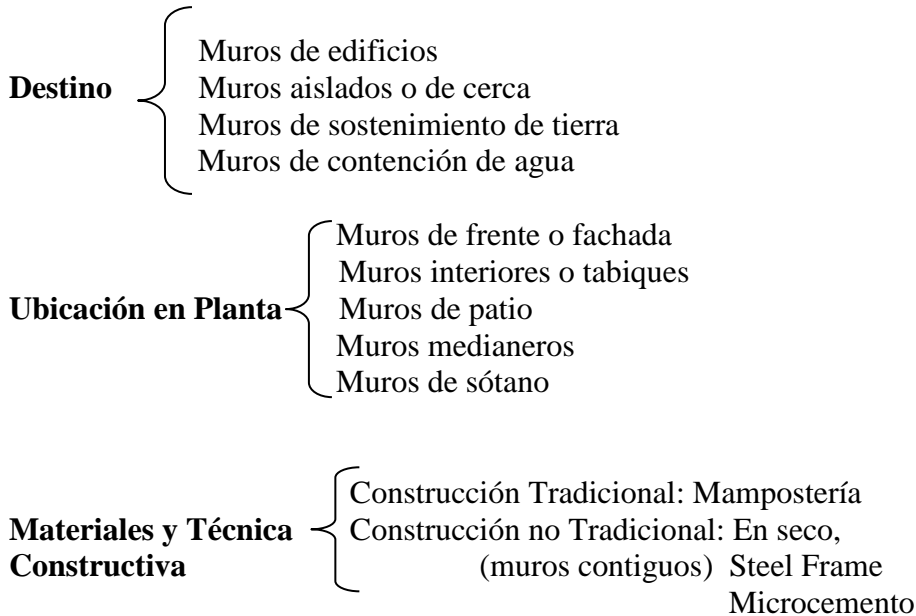 Muros de edificios
Destino Muros aislados o de cerca
Muros de sostenimiento de tierra
Muros de contención de agua
Muros de frente o fachada
Muros interiores o tabiques
Ubicación en Planta Muros de patio
Muros medianeros
Muros de sótano
Construcción Tradicional: Mampostería
Materiales y Técnica Construcción no Tradicional: En seco,
Constructiva (muros contiguos) Steel Frame
Microcemento